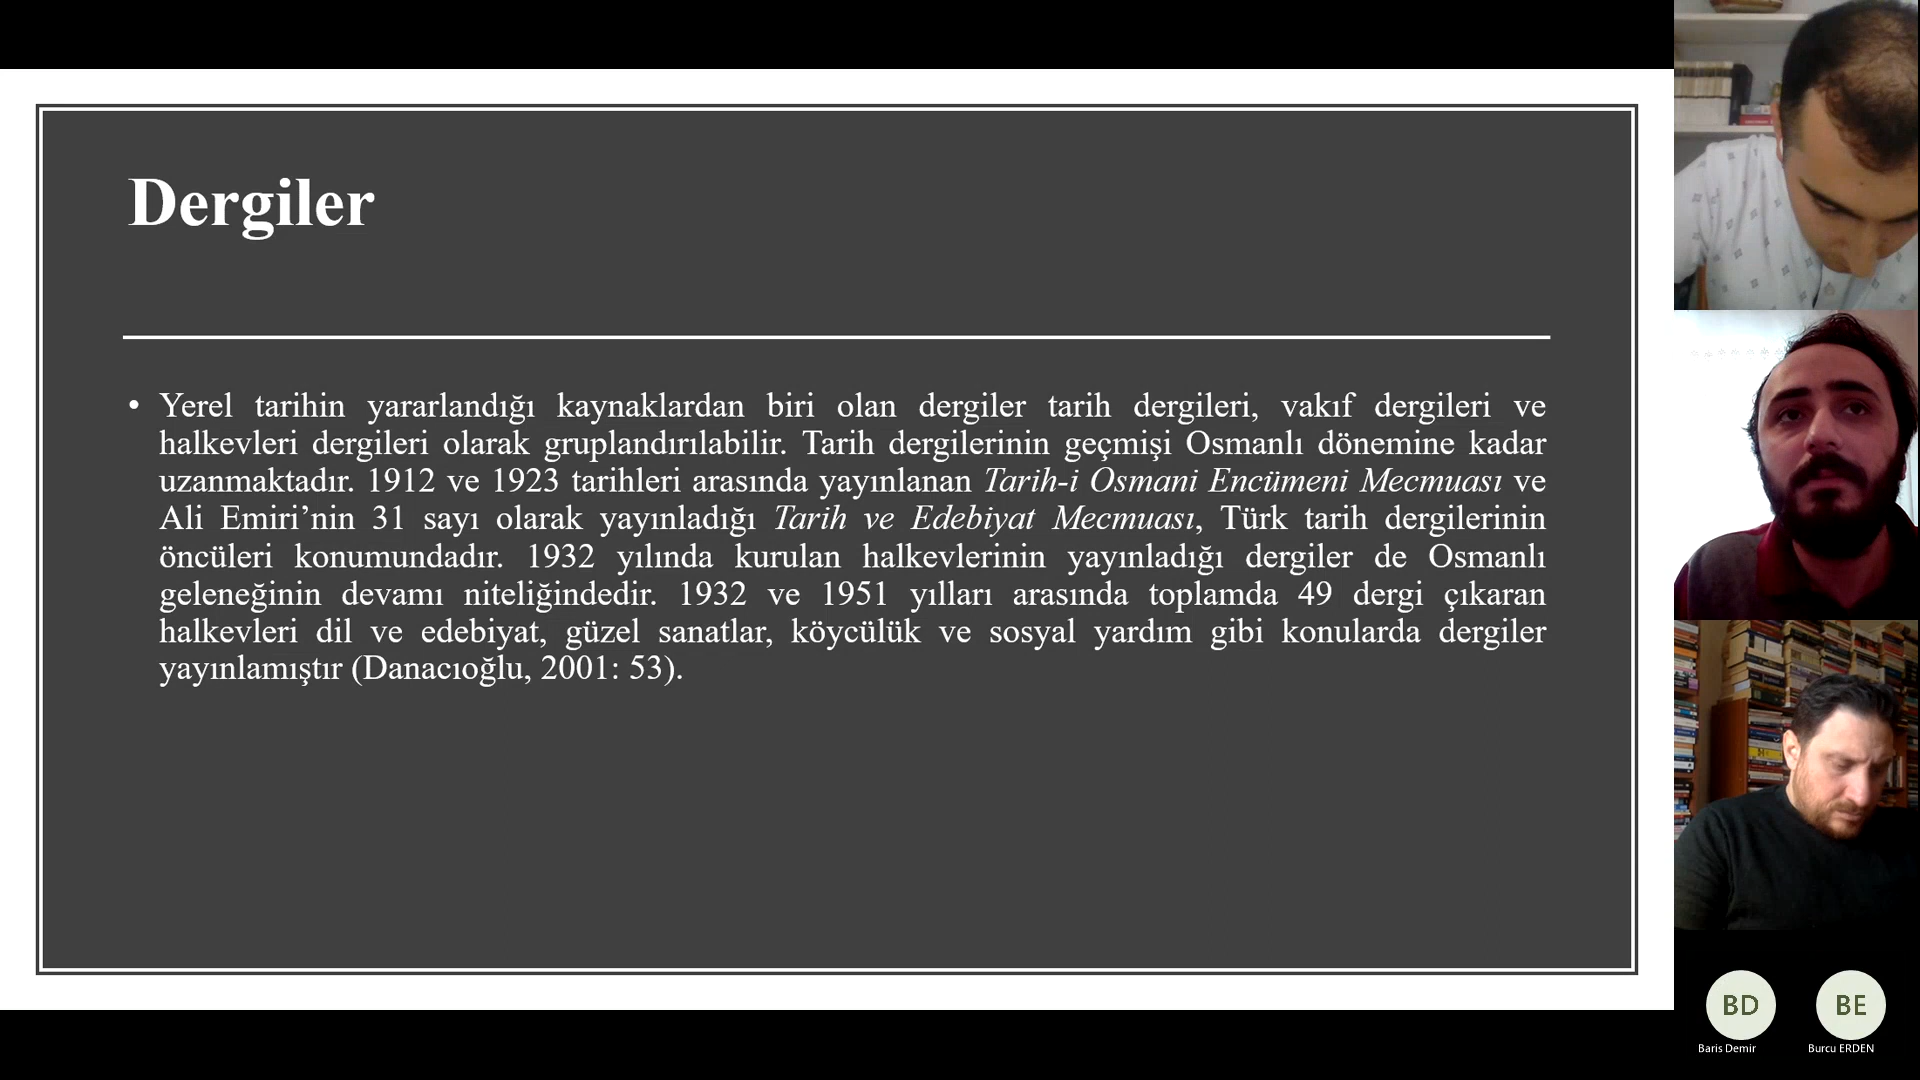 Dergiler
• Yerel tarihin yararlandığı kaynaklardan biri olan dergiler tarih dergileri, vakıf dergileri ve
halkevleri dergileri olarak gruplandırılabilir. Tarih dergilerinin geçmişi Osmanlı dönemine kadar
uzanmaktadır. 1912 ve 1923 tarihleri arasında yayınlanan Tarih-i Osmani Encümeni Mecmuası ve
Ali Emiri’nin 31 sayı olarak yayınladığı Tarih ve Edebiyat Mecmuası, Türk tarih dergilerinin
öncüleri konumundadır. 1932 yılında kurulan halkevlerinin yayınladığı dergiler de Osmanlı
geleneğinin devamı niteliğindedir. 1932 ve 1951 yılları arasında toplamda 49 dergi çıkaran
halkevleri dil ve edebiyat, güzel sanatlar, köycülük ve sosyal yardım gibi konularda dergiler
yayınlamıştır (Danacıoğlu, 2001: 53).
BD BE
Baris Demir Burcu ERDEN